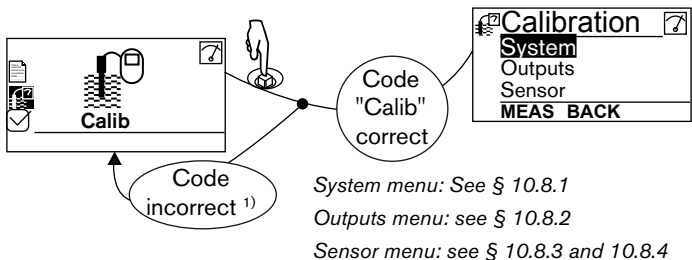 Calib
Code
incorrect 1)
Code
"Calib"
correct
Calibration
System
Outputs
Sensor
MEAS BACK
System menu: See § 10.8.1
Outputs menu: see § 10.8.2
Sensor menu: see § 10.8.3 and 10.8.4